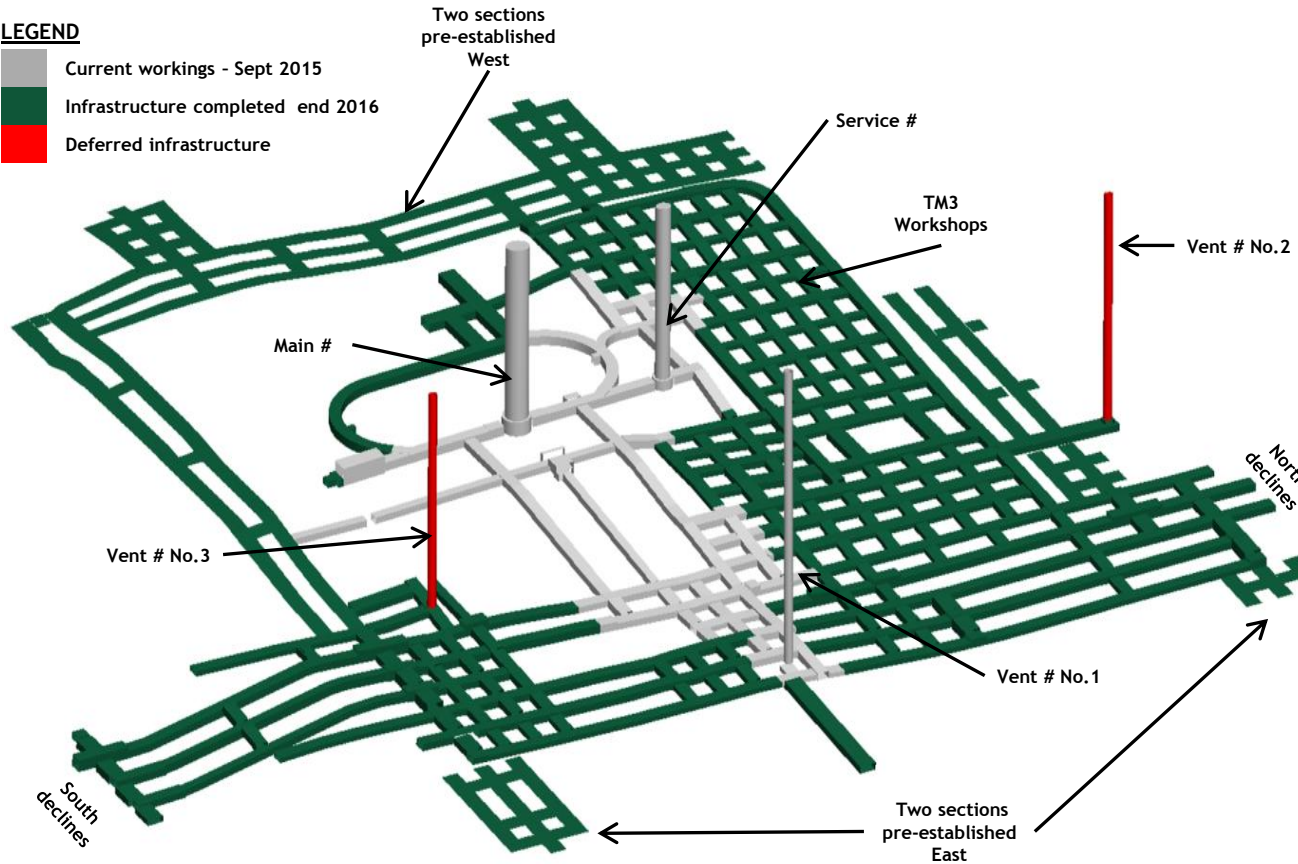 LEGEND
Current workings - Sept 2015
Infrastructure completed  end 2016
Deferred infrastructure
Two sections
pre-established
West
Service #
TM3
Workshops
Vent # No.2
Main #
North
declines
Vent # No.3
Vent # No.1
South
declines
Two sections
pre-established
East